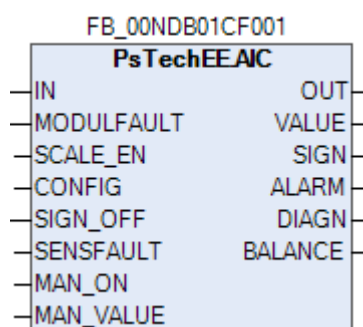 FB_00NDB01CF001
PsTechEE.AIC
IN OUT
MODULFAULT VALUE
SCALE_EN SIGN
CONFIG ALARM
SIGN_OFF DIAGN
SENSFAULT BALANCE
MAN_ON
MAN_VALUE